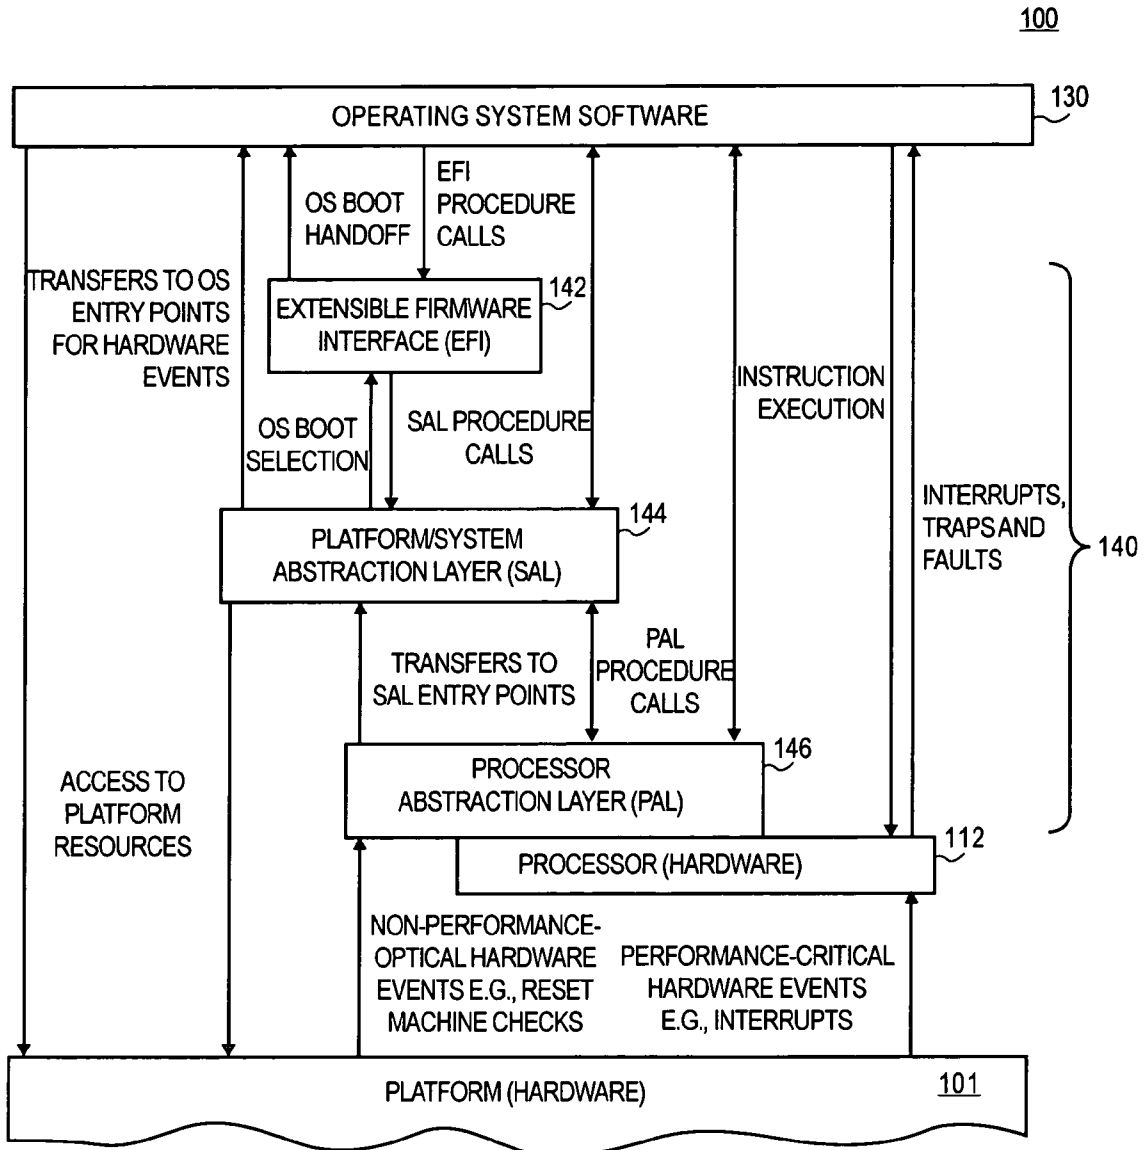 100
OPERATING SYSTEM SOFTWARE
130
OS BOOT
HANDOFF
EFI
PROCEDURE
CALLS
TRANSFERS TO OS
ENTRY POINTS
FOR HARDWARE
EVENTS
EXTENSIBLE FIRMWARE
INTERFACE (EFI)
142
INSTRUCTION
EXECUTION
OS BOOT
SELECTION
SAL PROCEDURE
CALLS
INTERRUPTS,
TRAPS AND
FAULTS
140
PLATFORM/SYSTEM
ABSTRACTION LAYER (SAL)
144
TRANSFERS TO
SAL ENTRY POINTS
PAL
PROCEDURE
CALLS
ACCESS TO
PLATFORM
RESOURCES
PROCESSOR
ABSTRACTION LAYER (PAL)
146
PROCESSOR (HARDWARE)
112
NON-PERFORMANCE-
OPTICAL HARDWARE
EVENTS E.G., RESET
MACHINE CHECKS
PERFORMANCE-CRITICAL
HARDWARE EVENTS
E.G., INTERRUPTS
PLATFORM (HARDWARE)
101